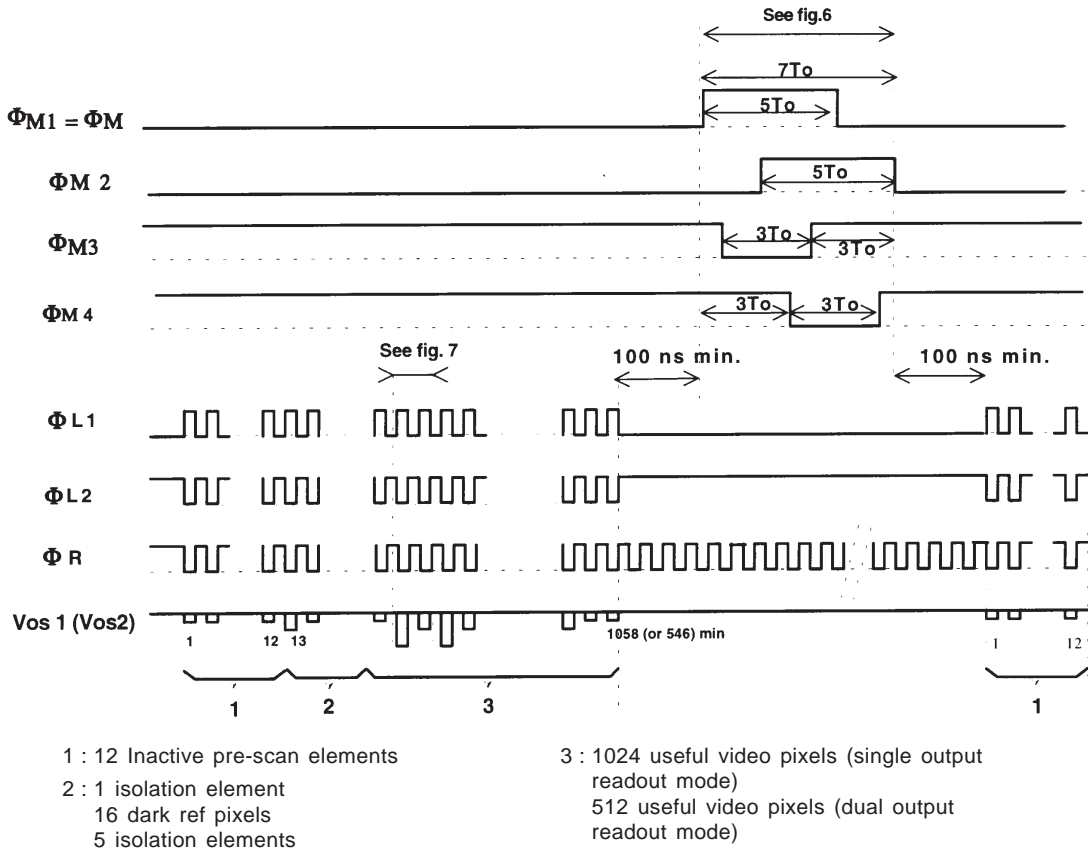 See fig.6
7To
ΦM1 = ΦM
5To
ΦM 2
5To
ΦM3
3To
3To
ΦM 4
3To
3To
See fig. 7
100 ns min.
100 ns min.
ΦL1
ΦL2
ΦR
Vos 1 (Vos2)
1
12
13
1058 (or 546) min
1
12
1
2
3
1
1 : 12 Inactive pre-scan elements
2 : 1 isolation element
16 dark ref pixels
5 isolation elements
3 : 1024 useful video pixels (single output
readout mode)
512 useful video pixels (dual output
readout mode)